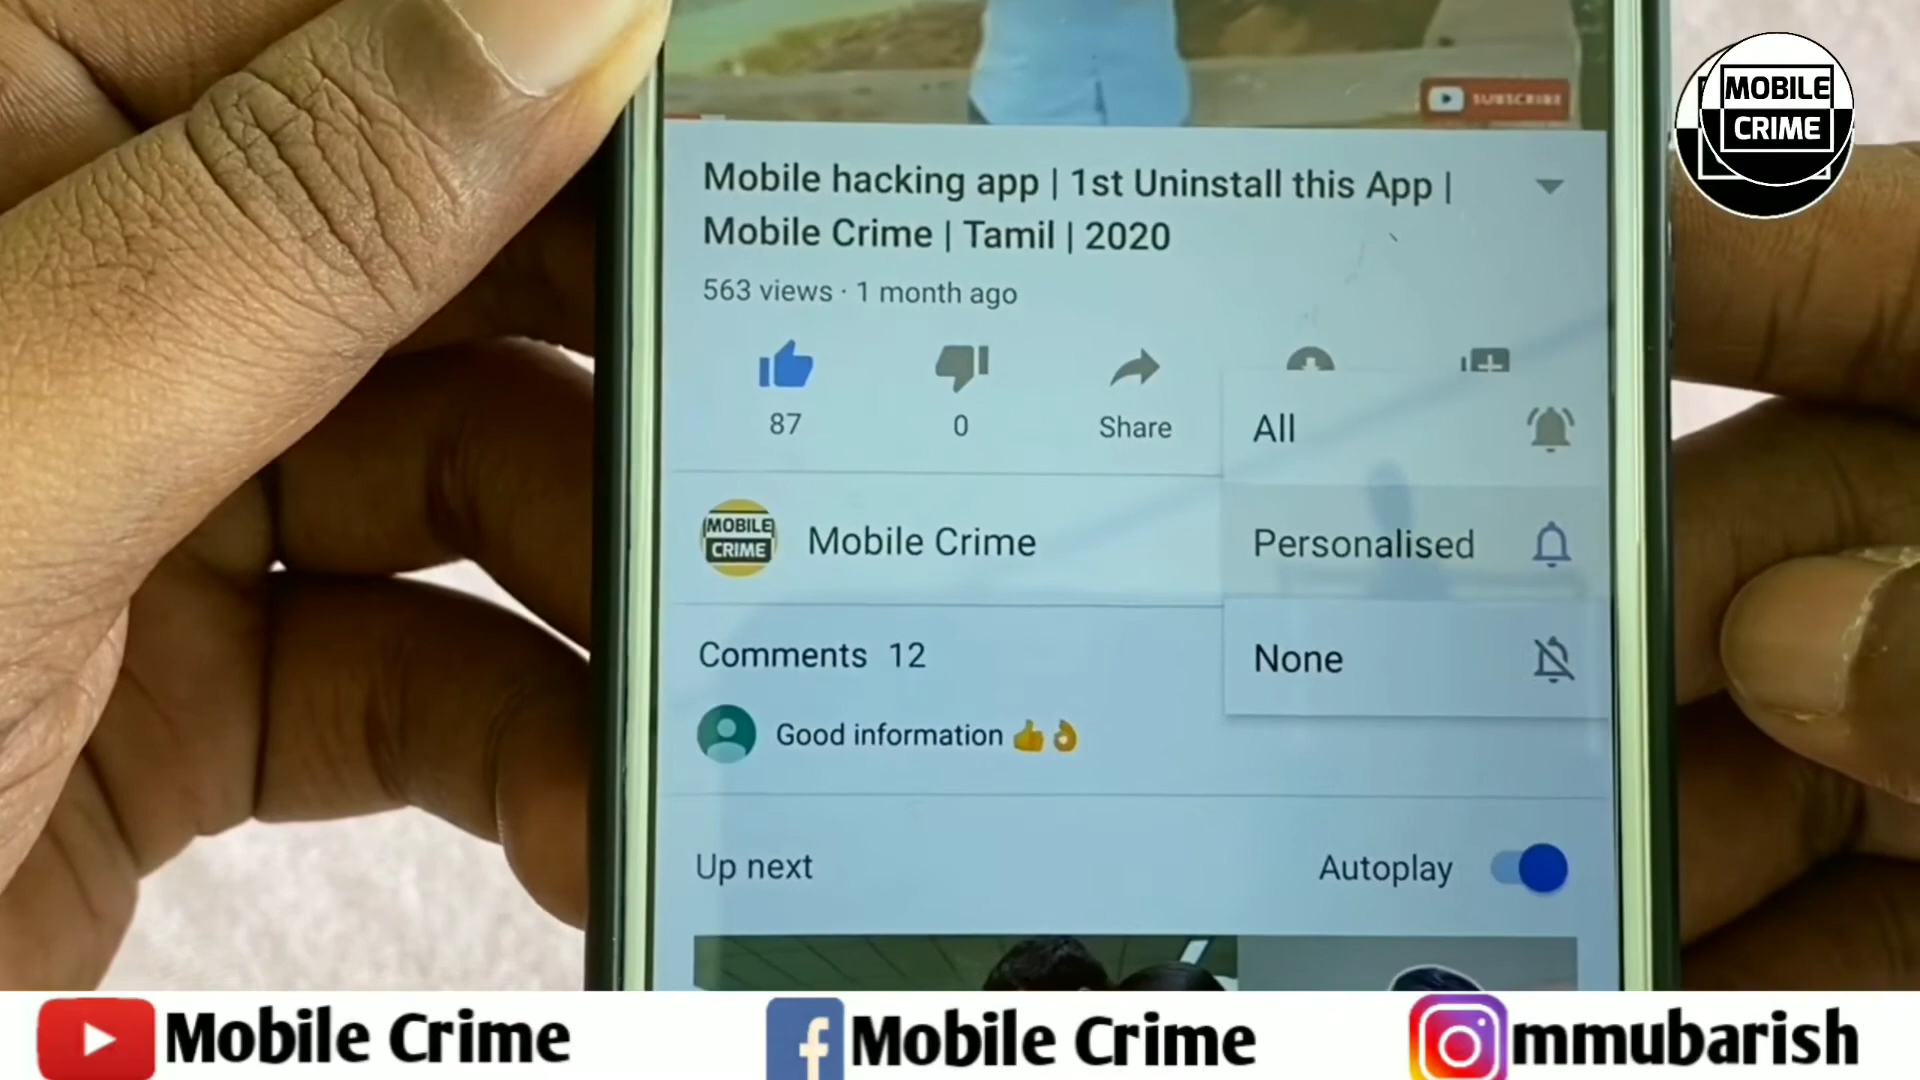 MOBILE
CRIME
SUBSCRIBE
Mobile hacking app | 1st Uninstall this App |
Mobile Crime | Tamil | 2020
563 views · 1 month ago
87
0
Share
All
MOBILE
CRIME
Mobile Crime
Personalised
Comments 12
None
Good information 👍👌
Up next
Autoplay
Mobile Crime
f
Mobile Crime
mmubarish